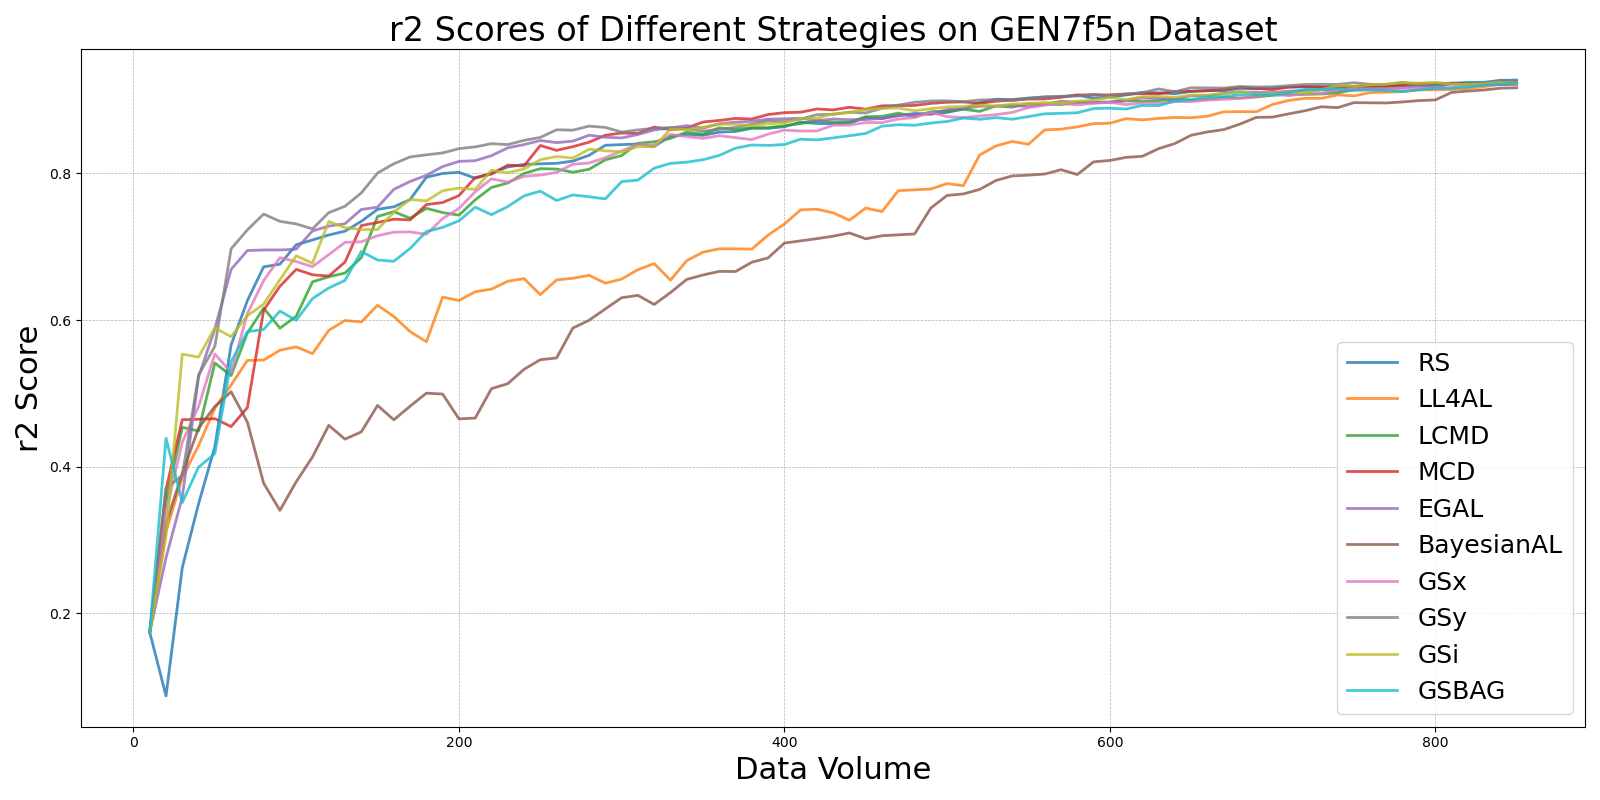 r2 Scores of Different Strategies on GEN7f5n Dataset
r2 Score
0.8
0.6
0.4
0.2
0
200
400
600
800
Data Volume
RS
LL4AL
LCMD
MCD
EGAL
BayesianAL
GSx
GSy
GSi
GSBAG